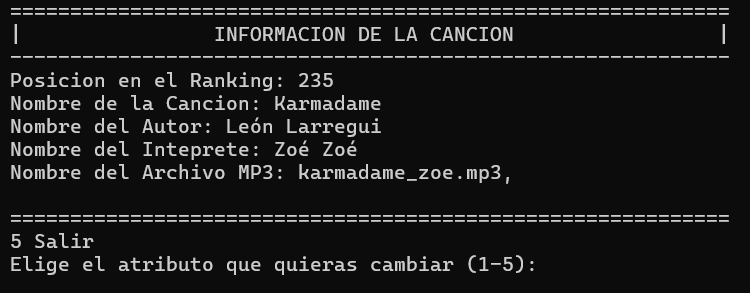 ============================================================
|                INFORMACION DE LA CANCION                 |
------------------------------------------------------------
Posicion en el Ranking: 235
Nombre de la Cancion: Karmadame
Nombre del Autor: León Larregui
Nombre del Inteprete: Zoé Zoé
Nombre del Archivo MP3: karmadame_zoe.mp3,
============================================================
5 Salir
Elige el atributo que quieras cambiar (1-5):